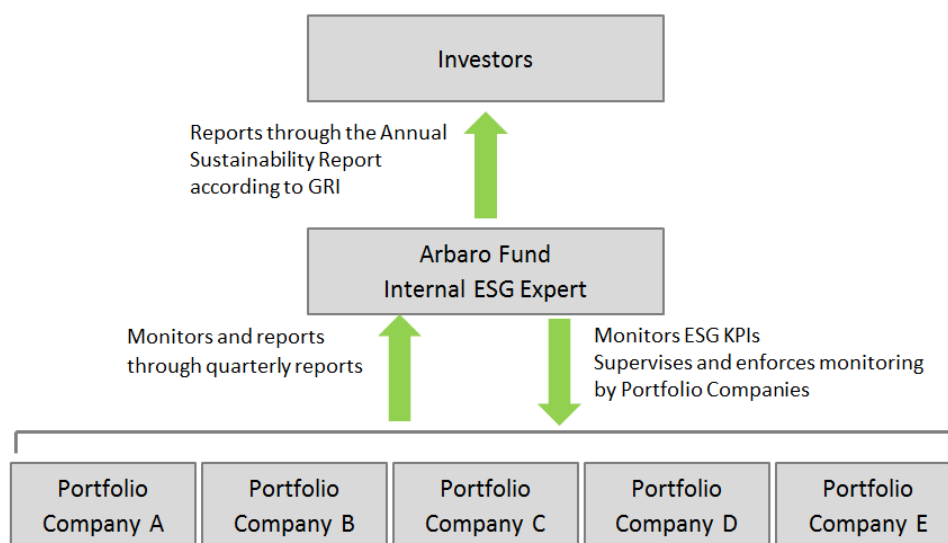 Investors
Reports through the Annual
Sustainability Report
according to GRI
Arbaro Fund
Internal ESG Expert
Monitors and reports
through quarterly reports
Monitors ESG KPIs
Supervises and enforces monitoring
by Portfolio Companies
Portfolio
Company A
Portfolio
Company B
Portfolio
Company C
Portfolio
Company D
Portfolio
Company E